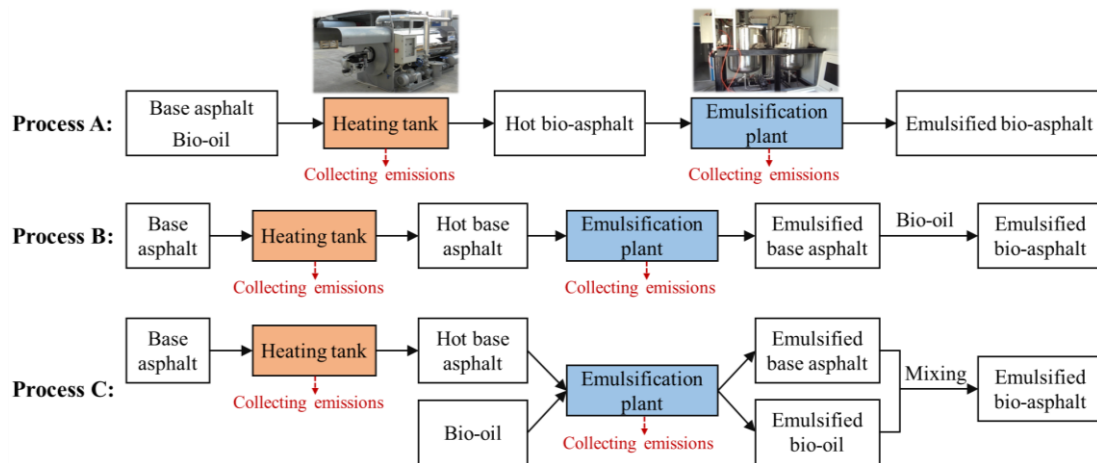 Process A:
Base asphalt
Bio-oil
Heating tank
Collecting emissions
Hot bio-asphalt
Emulsification
plant
Collecting emissions
Emulsified bio-asphalt
Process B:
Base
asphalt
Heating tank
Collecting emissions
Hot base
asphalt
Emulsification
plant
Collecting emissions
Emulsified
base asphalt
Bio-oil
Emulsified
bio-asphalt
Process C:
Base
asphalt
Heating tank
Collecting emissions
Hot base
asphalt
Bio-oil
Emulsification
plant
Collecting emissions
Emulsified
base asphalt
Emulsified
bio-oil
Mixing
Emulsified
bio-asphalt